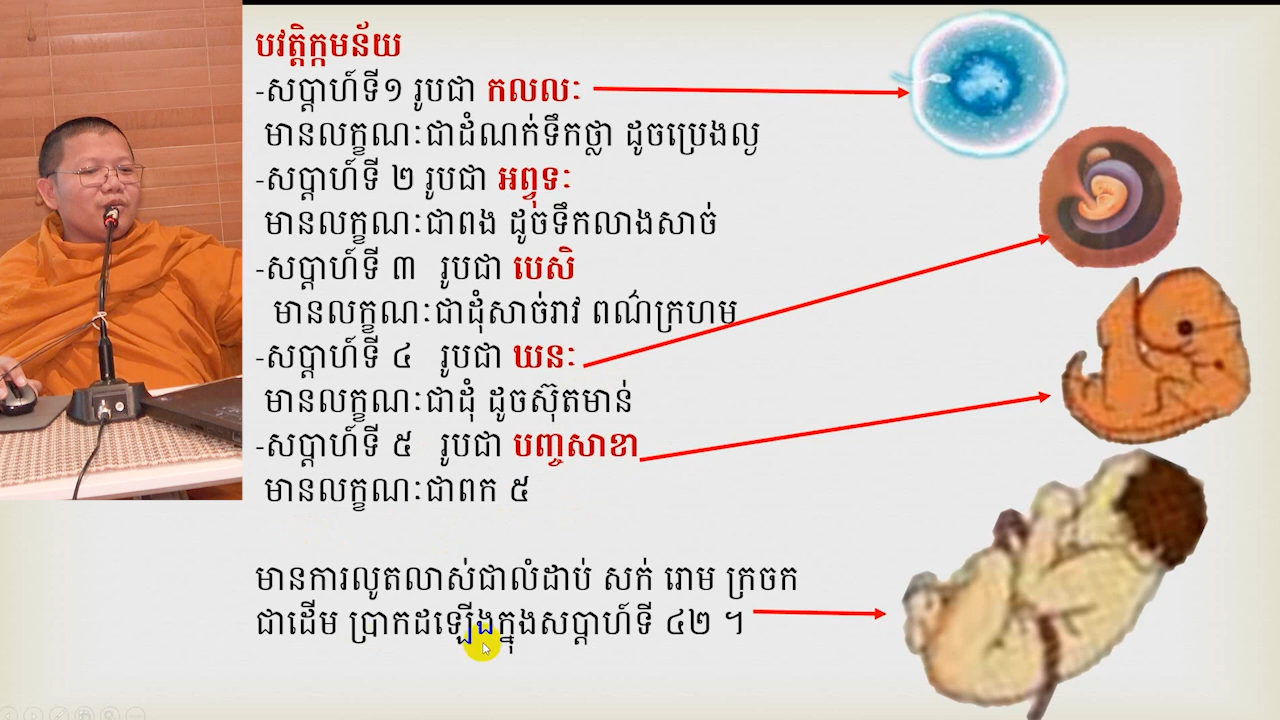 បវត្តិក្កមន័យ
-សប្តាហ៍ទី១ រូបជា កលលៈ
មានលក្ខណៈជាដំណក់ទឹកថ្លា ដូចប្រេងល្ង
-សប្តាហ៍ទី ២ រូបជា អព្វុទៈ
មានលក្ខណៈជាពង ដូចទឹកលាងសាច់
-សប្តាហ៍ទី ៣ រូបជា បេសិ
មានលក្ខណៈជាដុំសាច់រាវ ពណ៌ក្រហម
-សប្តាហ៍ទី ៤ រូបជា ឃនៈ
មានលក្ខណៈជាដុំ ដូចស៊ុតមាន់
-សប្តាហ៍ទី ៥ រូបជា បញ្ចសាខា
មានលក្ខណៈជាពក ៥
មានការលូតលាស់ជាលំដាប់ សក់ រោម ក្រចក
ជាដើម ប្រាកដឡើងក្នុងសប្តាហ៍ទី ៤២ ។